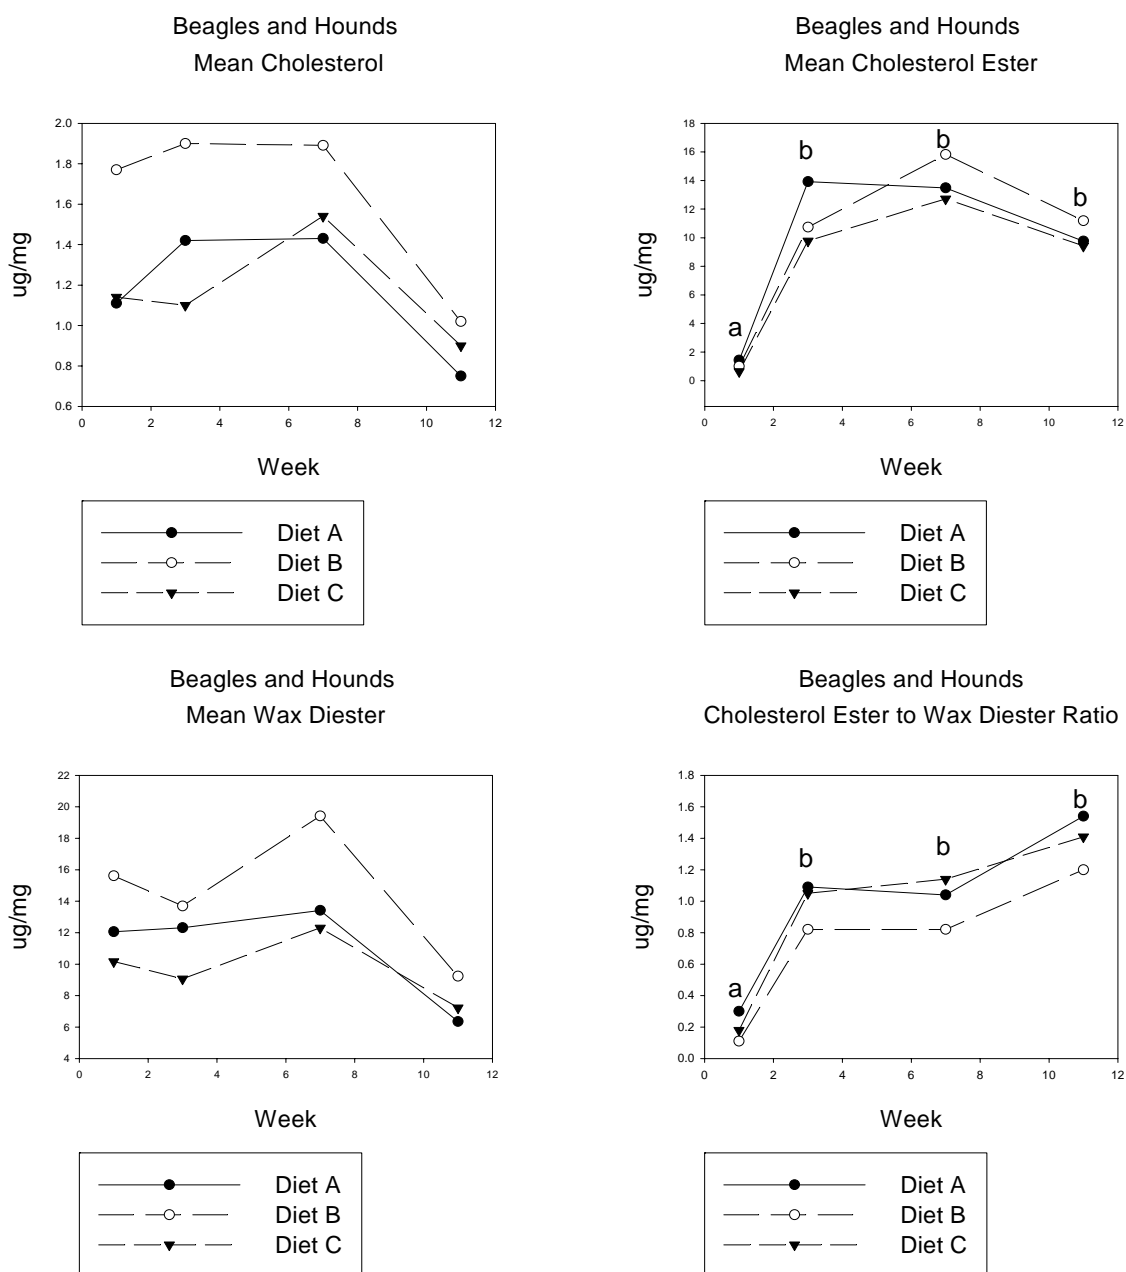 Beagles and Hounds
Mean Cholesterol
2.0
1.8
1.6
1.4
1.2
1.0
0.8
0.6
ug/mg
0 2 4 6 8 10 12
Week
Diet A
Diet B
Diet C
Beagles and Hounds
Mean Cholesterol Ester
18
16
14
12
10
8
6
4
2
0
ug/mg
a
b
b
b
0 2 4 6 8 10 12
Week
Diet A
Diet B
Diet C
Beagles and Hounds
Mean Wax Diester
22
20
18
16
14
12
10
8
6
4
ug/mg
0 2 4 6 8 10 12
Week
Diet A
Diet B
Diet C
Beagles and Hounds
Cholesterol Ester to Wax Diester Ratio
1.8
1.6
1.4
1.2
1.0
0.8
0.6
0.4
0.2
0.0
ug/mg
a
b
b
b
0 2 4 6 8 10 12
Week
Diet A
Diet B
Diet C